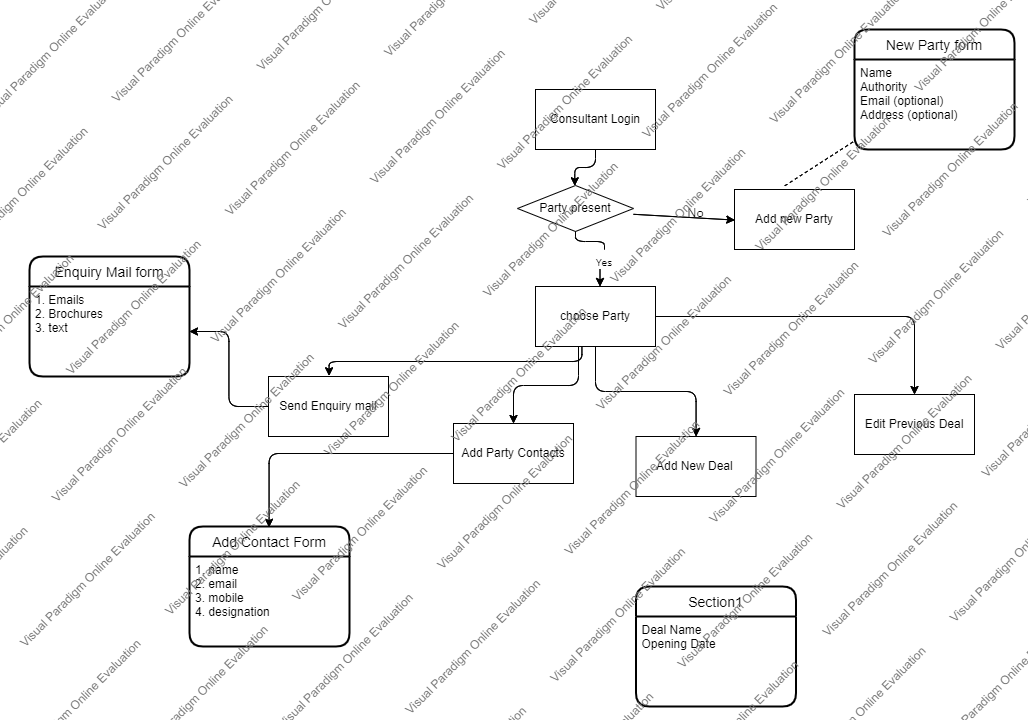 New Party form
Name
Authority
Email (optional)
Address (optional)
Consultant Login
Party present
No
Add new Party
Yes
Enquiry Mail form
1. Emails
2. Brochures
3. text
choose Party
Send Enquiry mail
Add Party Contacts
Add New Deal
Edit Previous Deal
Add Contact Form
1. name
2. email
3. mobile
4. designation
Section1
Deal Name
Opening Date
Visual Paradigm Online Evaluation